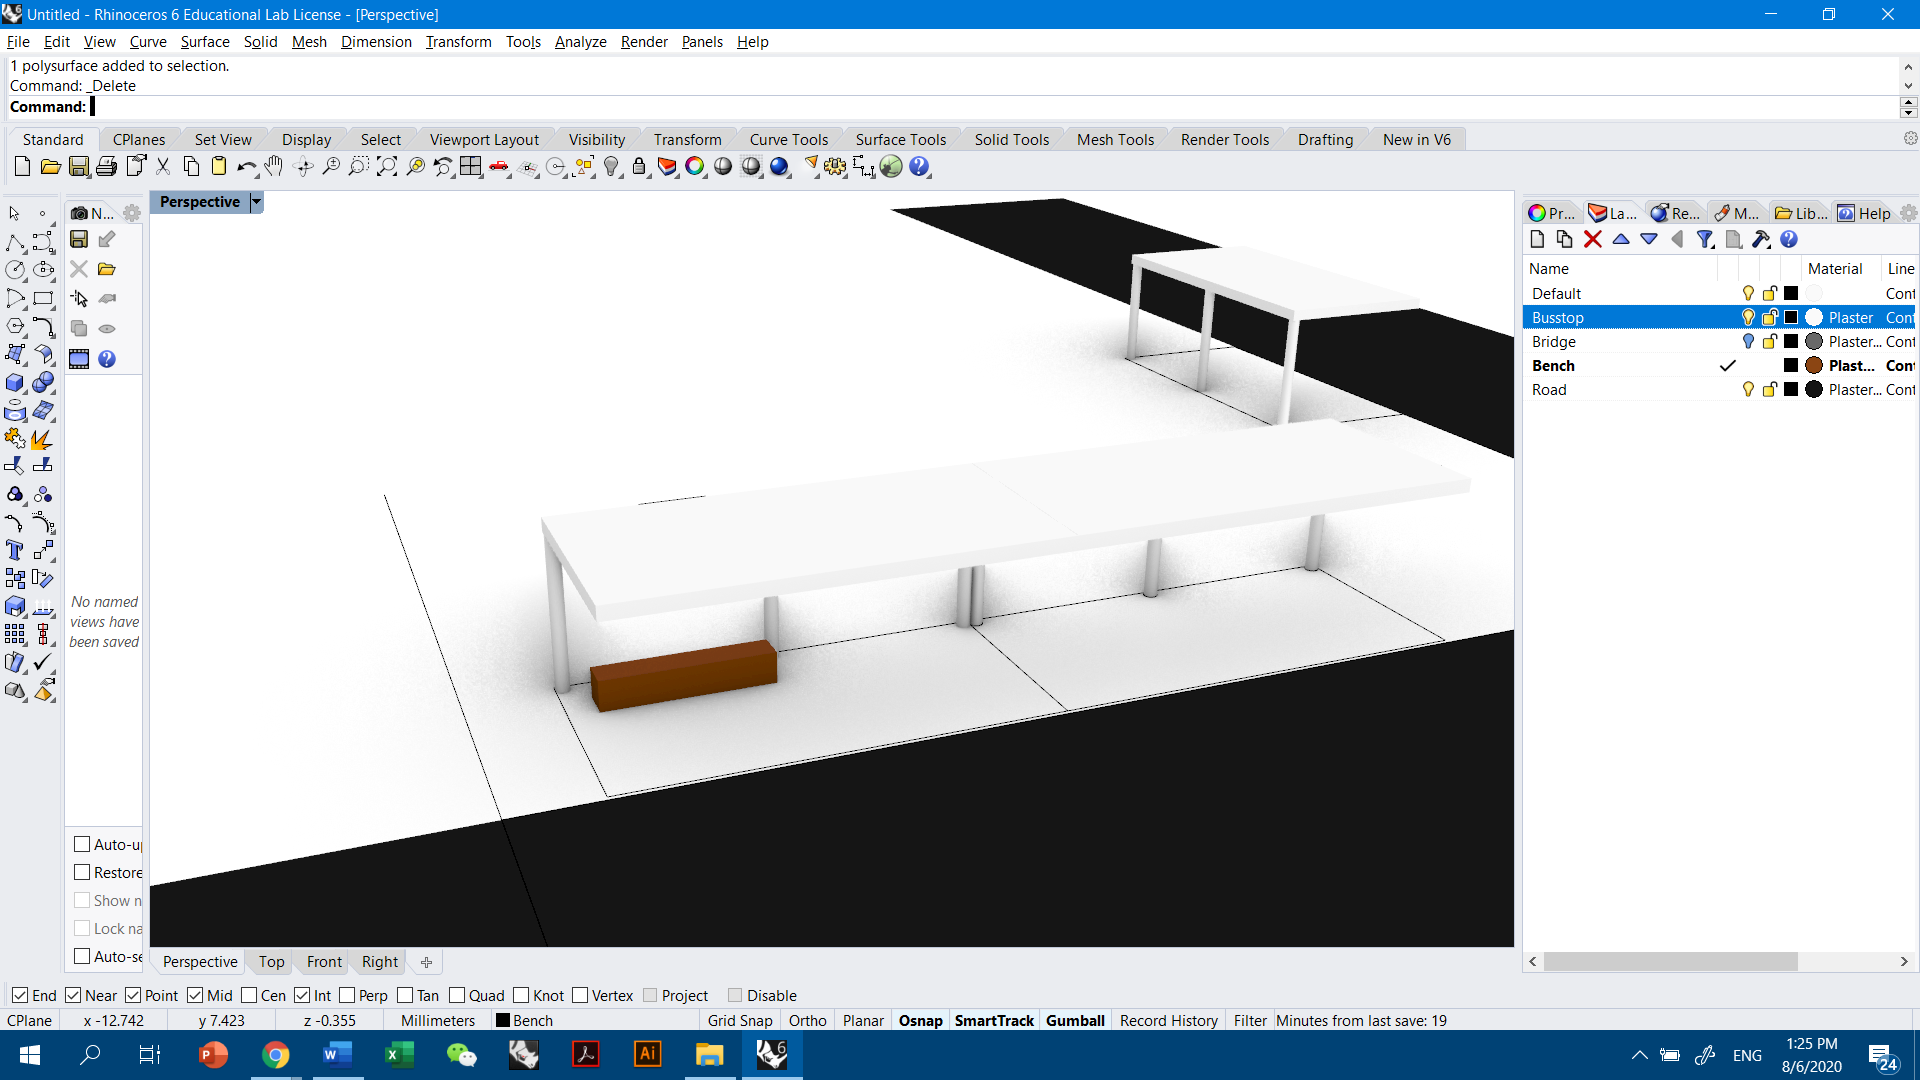 Untitled - Rhinoceros 6 Educational Lab License - [Perspective]
File Edit View Curve Surface Solid Mesh Dimension Transform Tools Analyze Render Panels Help
1 polysurface added to selection.
Command: _Delete
Command:
Standard CPlanes Set View Display Select Viewport Layout Visibility Transform Curve Tools Surface Tools Solid Tools Mesh Tools Render Tools Drafting New in V6
N...
Perspective
Pr... La... Re... M... Lib... Help
Name Material Line
Default Cont
Busstop Plaster Cont
Bridge Plaster... Cont
Bench Plast... Cont
Road Plaster... Cont
No named
views have
been saved
Auto-u
Restore
Show n
Lock na
Auto-se
Perspective Top Front Right
End Near Point Mid Cen Int Perp Tan Quad Knot Vertex Project Disable
CPlane x -12.742 y 7.423 z -0.355 Millimeters Bench Grid Snap Ortho Planar Osnap SmartTrack Gumball Record History Filter Minutes from last save: 19
ENG
1:25 PM
8/6/2020
24